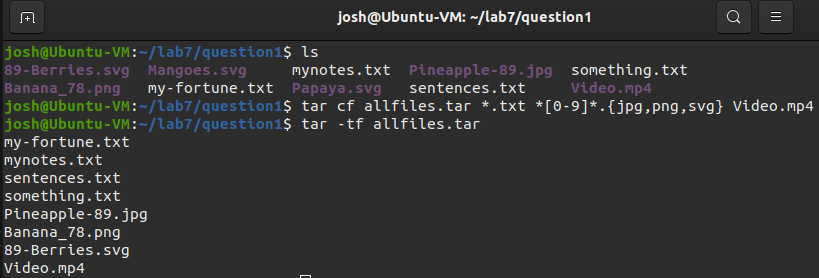 josh@Ubuntu-VM: ~/lab7/question1
josh@Ubuntu-VM:~/lab7/question1$ ls
89-Berries.svg Mangoes.svg mynotes.txt Pineapple-89.jpg something.txt
Banana_78.png my-fortune.txt Papaya.svg sentences.txt Video.mp4
josh@Ubuntu-VM:~/lab7/question1$ tar cf allfiles.tar *.txt *[0-9]*.{jpg,png,svg} Video.mp4
josh@Ubuntu-VM:~/lab7/question1$ tar -tf allfiles.tar
my-fortune.txt
mynotes.txt
sentences.txt
something.txt
Pineapple-89.jpg
Banana_78.png
89-Berries.svg
Video.mp4